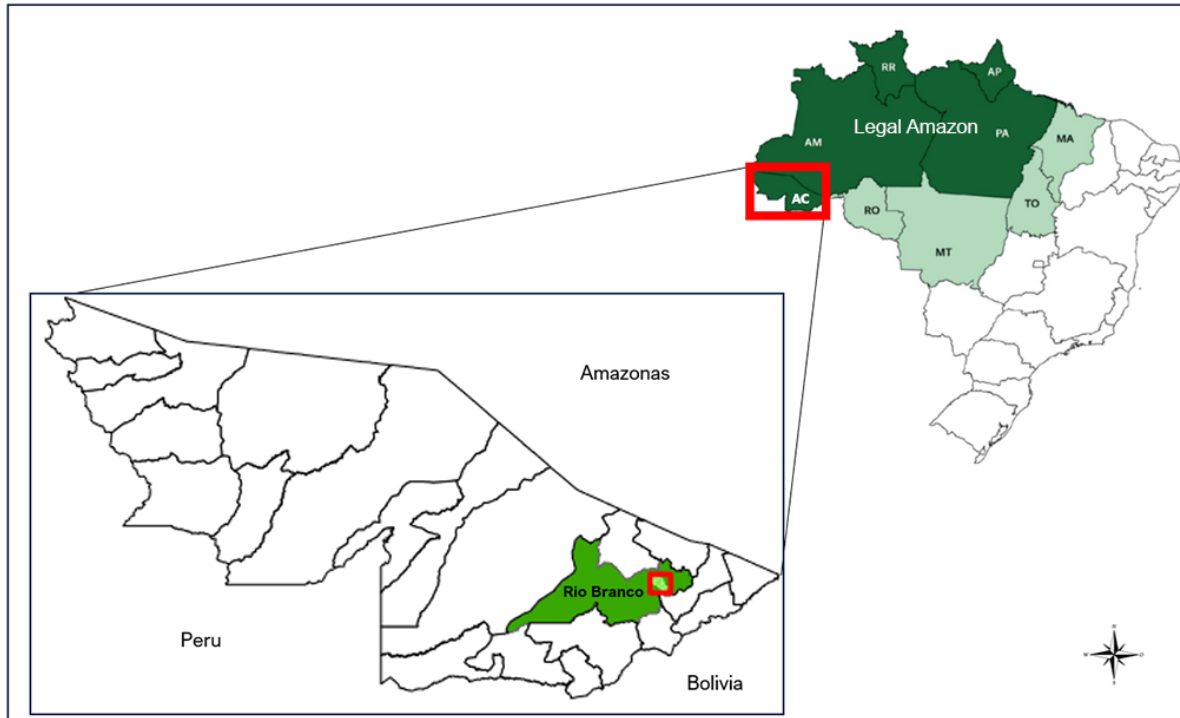 RR
AP
Legal Amazon
AM
PA
MA
AC
RO
TO
MT
Amazonas
Rio Branco
Peru
Bolivia
N
W
O
S